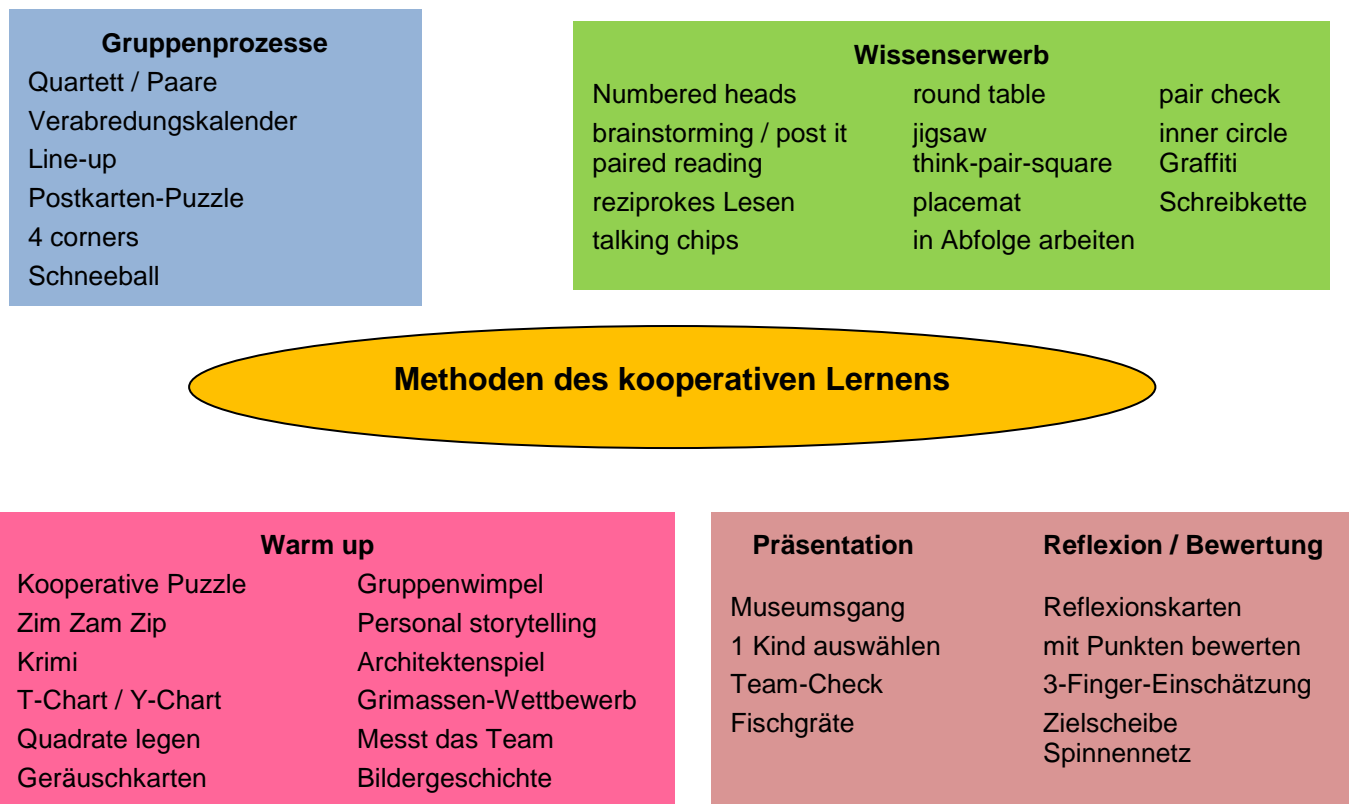 Gruppenprozesse
Quartett / Paare
Verabredungskalender
Line-up
Postkarten-Puzzle
4 corners
Schneeball
Wissenserwerb
Numbered heads round table pair check
brainstorming / post it jigsaw inner circle
paired reading think-pair-square Graffiti
reziprokes Lesen placemat Schreibkette
talking chips in Abfolge arbeiten
Methoden des kooperativen Lernens
Warm up
Kooperative Puzzle Gruppenwimpel
Zim Zam Zip Personal storytelling
Krimi Architektenspiel
T-Chart / Y-Chart Grimassen-Wettbewerb
Quadrate legen Messt das Team
Geräuschkarten Bildergeschichte
Präsentation Reflexion / Bewertung
Museumsgang Reflexionskarten
1 Kind auswählen mit Punkten bewerten
Team-Check 3-Finger-Einschätzung
Fischgräte Zielscheibe
Spinnennetz